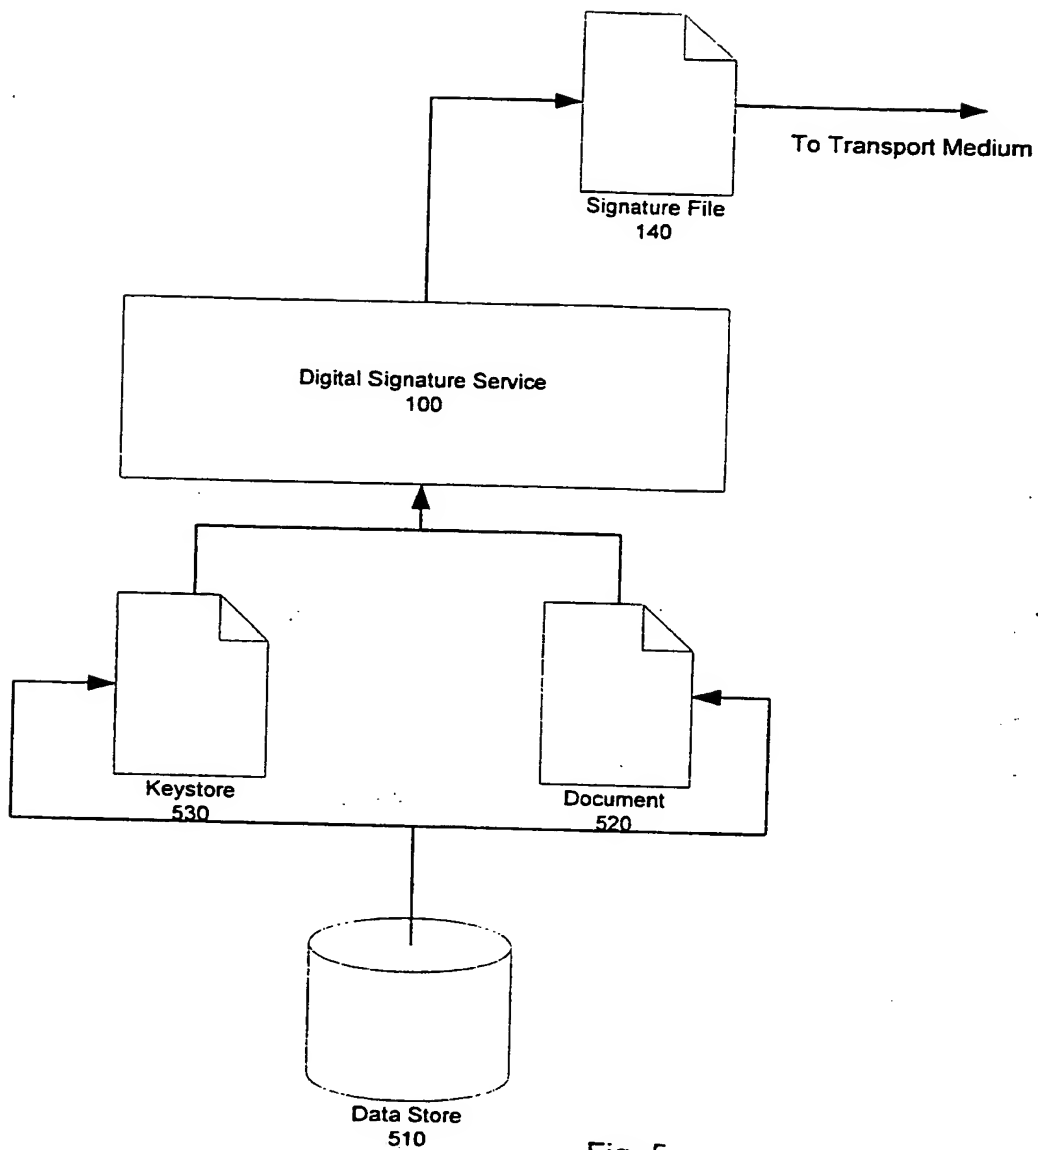 To Transport Medium
Signature File
140
Digital Signature Service
100
Keystore
530
Document
520
Data Store
510
Fig. 5